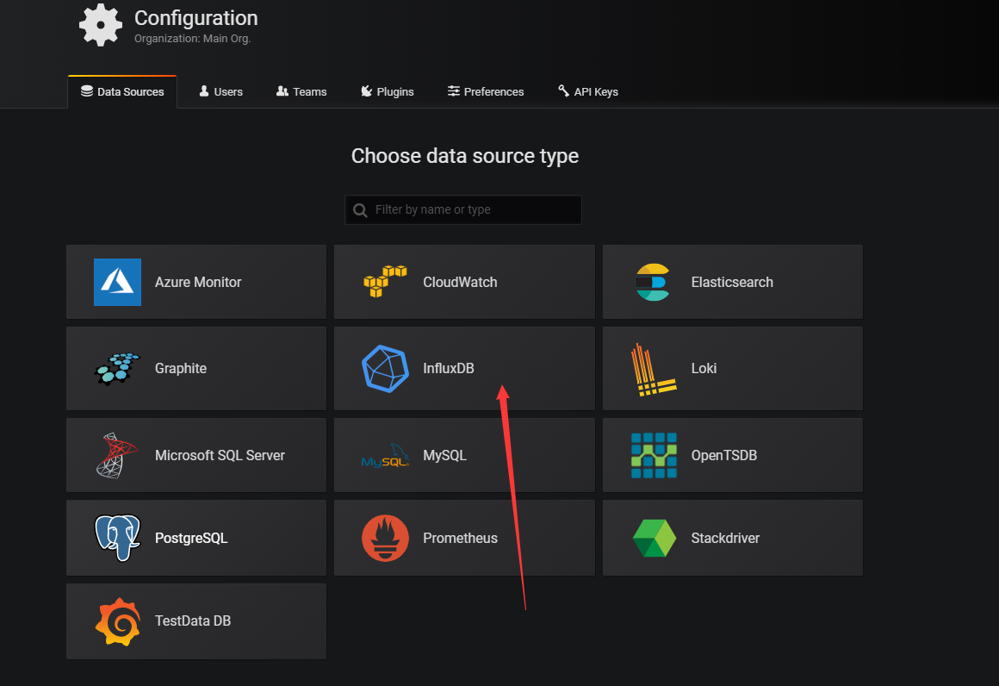 Configuration
Organization: Main Org.
Data Sources Users Teams Plugins Preferences API Keys
Choose data source type
Filter by name or type
Azure Monitor CloudWatch Elasticsearch
Graphite InfluxDB Loki
Microsoft SQL Server MySQL MySQL OpenTSDB
PostgreSQL Prometheus Stackdriver
TestData DB